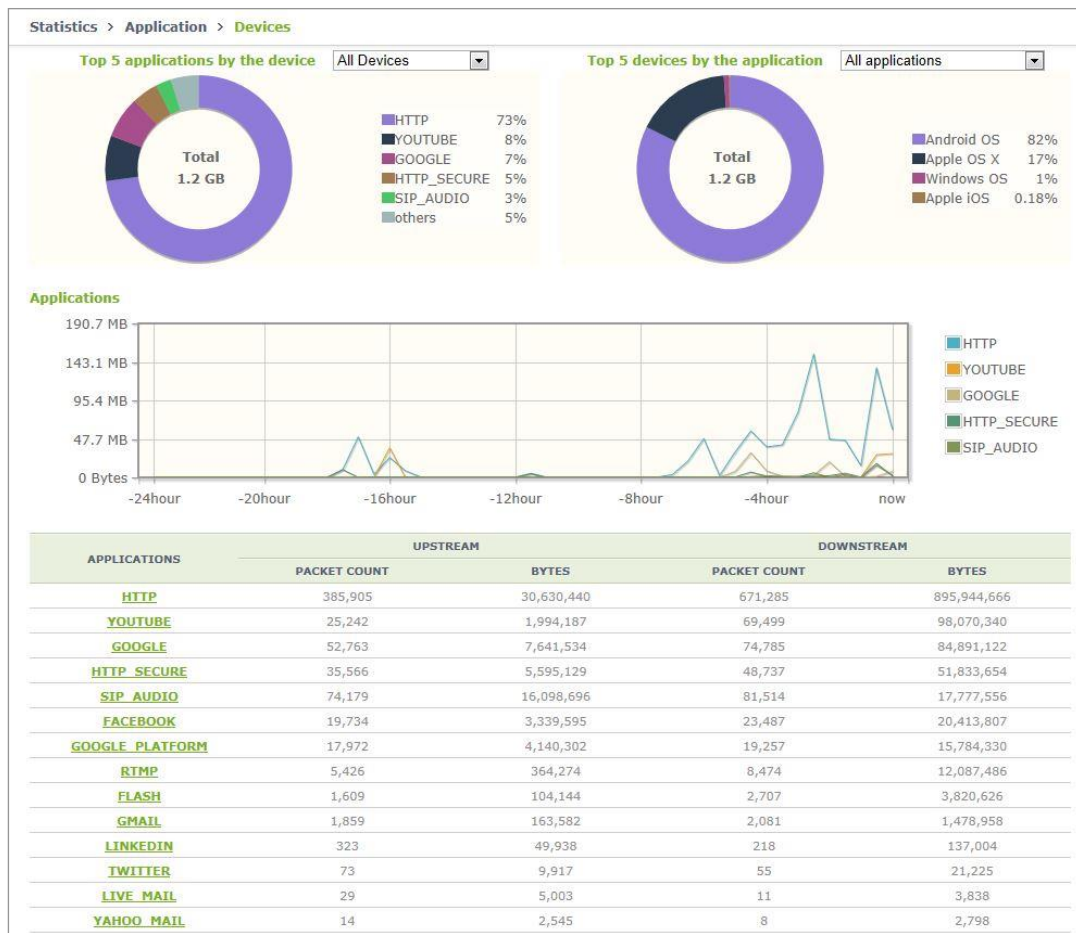 Statistics > Application > Devices
Top 5 applications by the device All Devices
Top 5 devices by the application All applications
Total
1.2 GB
HTTP 73%
YOUTUBE 8%
GOOGLE 7%
HTTP_SECURE 5%
SIP_AUDIO 3%
others 5%
Total
1.2 GB
Android OS 82%
Apple OS X 17%
Windows OS 1%
Apple iOS 0.18%
Applications
190.7 MB
143.1 MB
95.4 MB
47.7 MB
0 Bytes
-24hour -20hour -16hour -12hour -8hour -4hour now
HTTP
YOUTUBE
GOOGLE
HTTP_SECURE
SIP_AUDIO
APPLICATIONS UPSTREAM DOWNSTREAM
PACKET COUNT BYTES PACKET COUNT BYTES
HTTP 385,905 30,630,440 671,285 895,944,666
YOUTUBE 25,242 1,994,187 69,499 98,070,340
GOOGLE 52,763 7,641,534 74,785 84,891,122
HTTP_SECURE 35,566 5,595,129 48,737 51,833,654
SIP_AUDIO 74,179 16,098,696 81,514 17,777,556
FACEBOOK 19,734 3,339,595 23,487 20,413,807
GOOGLE_PLATFORM 17,972 4,140,302 19,257 15,784,330
RTMP 5,426 364,274 8,474 12,087,486
FLASH 1,609 104,144 2,707 3,820,626
GMAIL 1,859 163,582 2,081 1,478,958
LINKEDIN 323 49,938 218 137,004
TWITTER 73 9,917 55 21,225
LIVE_MAIL 29 5,003 11 3,838
YAHOO_MAIL 14 2,545 8 2,798